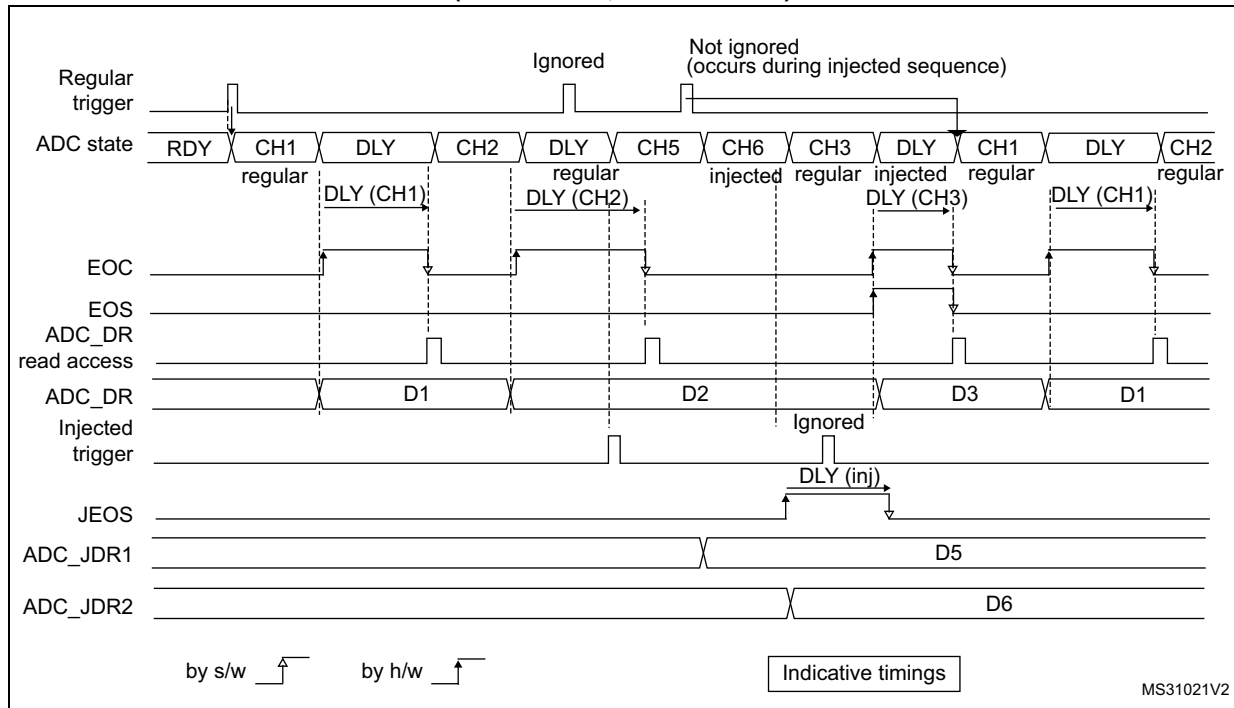 Ignored
Not ignored
(occurs during injected sequence)
Regular
trigger
ADC state
RDY CH1 DLY CH2 DLY CH5 CH6 CH3 DLY CH1 DLY CH2
regular regular injected regular injected regular regular
DLY (CH1) DLY (CH2) DLY (CH3) DLY (CH1)
EOC
EOS
ADC_DR
read access
ADC_DR D1 D2 D3 D1
Injected
trigger
Ignored
DLY (inj)
JEOS
ADC_JDR1 D5
ADC_JDR2 D6
by s/w by h/w Indicative timings
MS31021V2